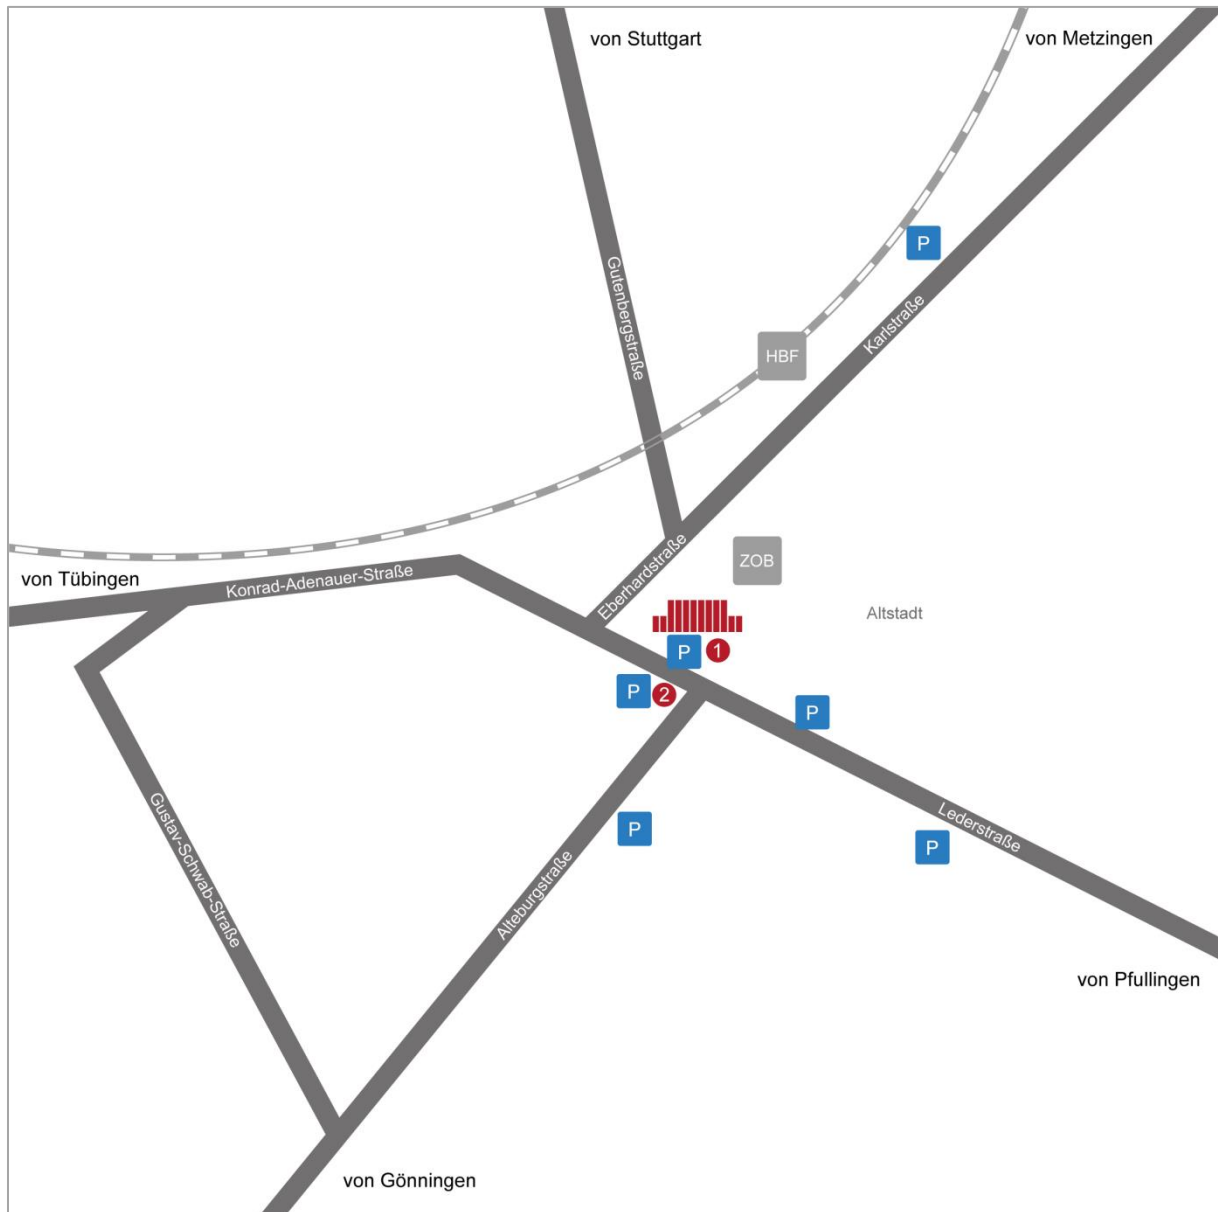 von Stuttgart
von Metzingen
P
Gutenbergstraße
Karlstraße
HBF
ZOB
Eberhardstraße
von Tübingen
Konrad-Adenauer-Straße
Altstadt
P
1
P
2
P
Gustav-Schwab-Straße
P
Alteburgstraße
Lederstraße
P
von Pfullingen
von Gönningen